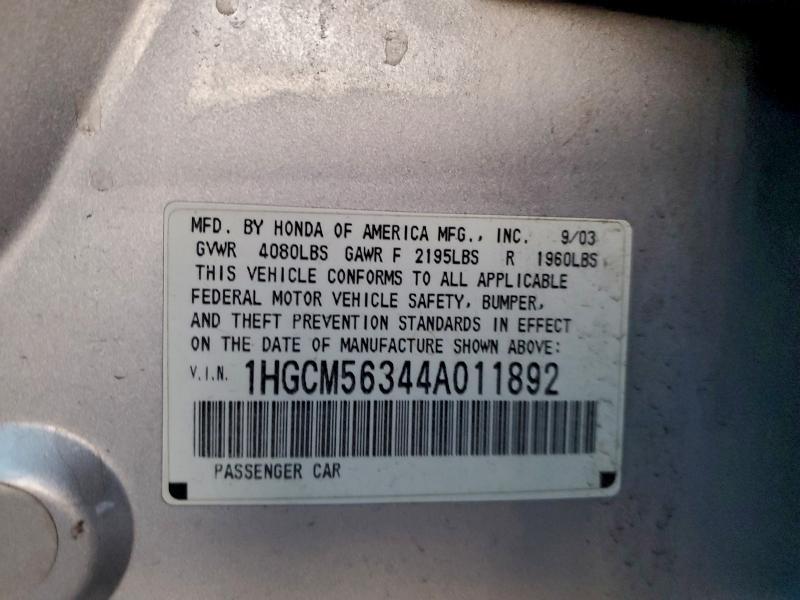 MFD. BY HONDA OF AMERICA MFG., INC. 9/03
GVWR 4080LBS GAWR F 2195LBS R 1960LBS
THIS VEHICLE CONFORMS TO ALL APPLICABLE
FEDERAL MOTOR VEHICLE SAFETY, BUMPER,
AND THEFT PREVENTION STANDARDS IN EFFECT
ON THE DATE OF MANUFACTURE SHOWN ABOVE:
V.I.N. 1HGCM56344A011892
PASSENGER CAR